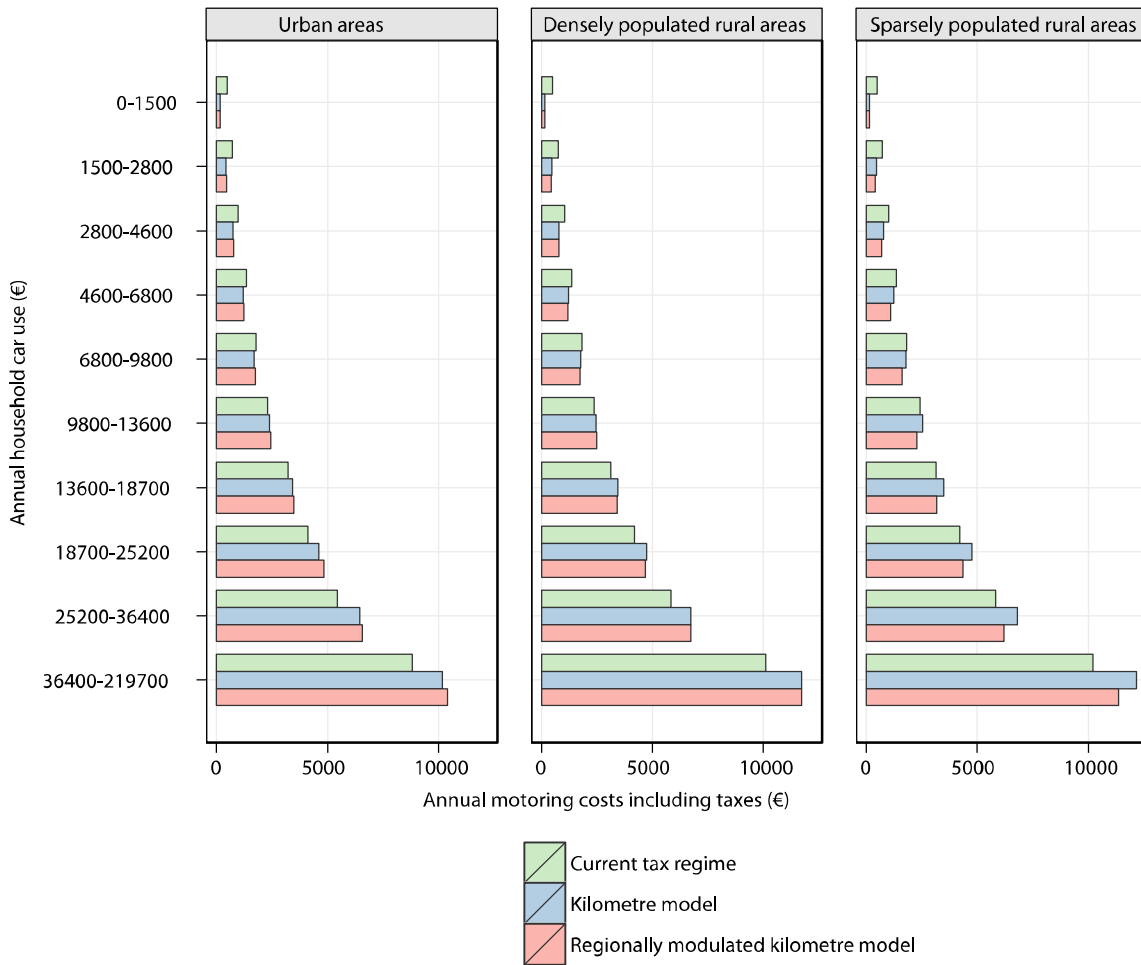 Urban areas
Densely populated rural areas
Sparsely populated rural areas
Annual household car use (€)
0-1500
1500-2800
2800-4600
4600-6800
6800-9800
9800-13600
13600-18700
18700-25200
25200-36400
36400-219700
0 5000 10000
0 5000 10000
0 5000 10000
Annual motoring costs including taxes (€)
Current tax regime
Kilometre model
Regionally modulated kilometre model